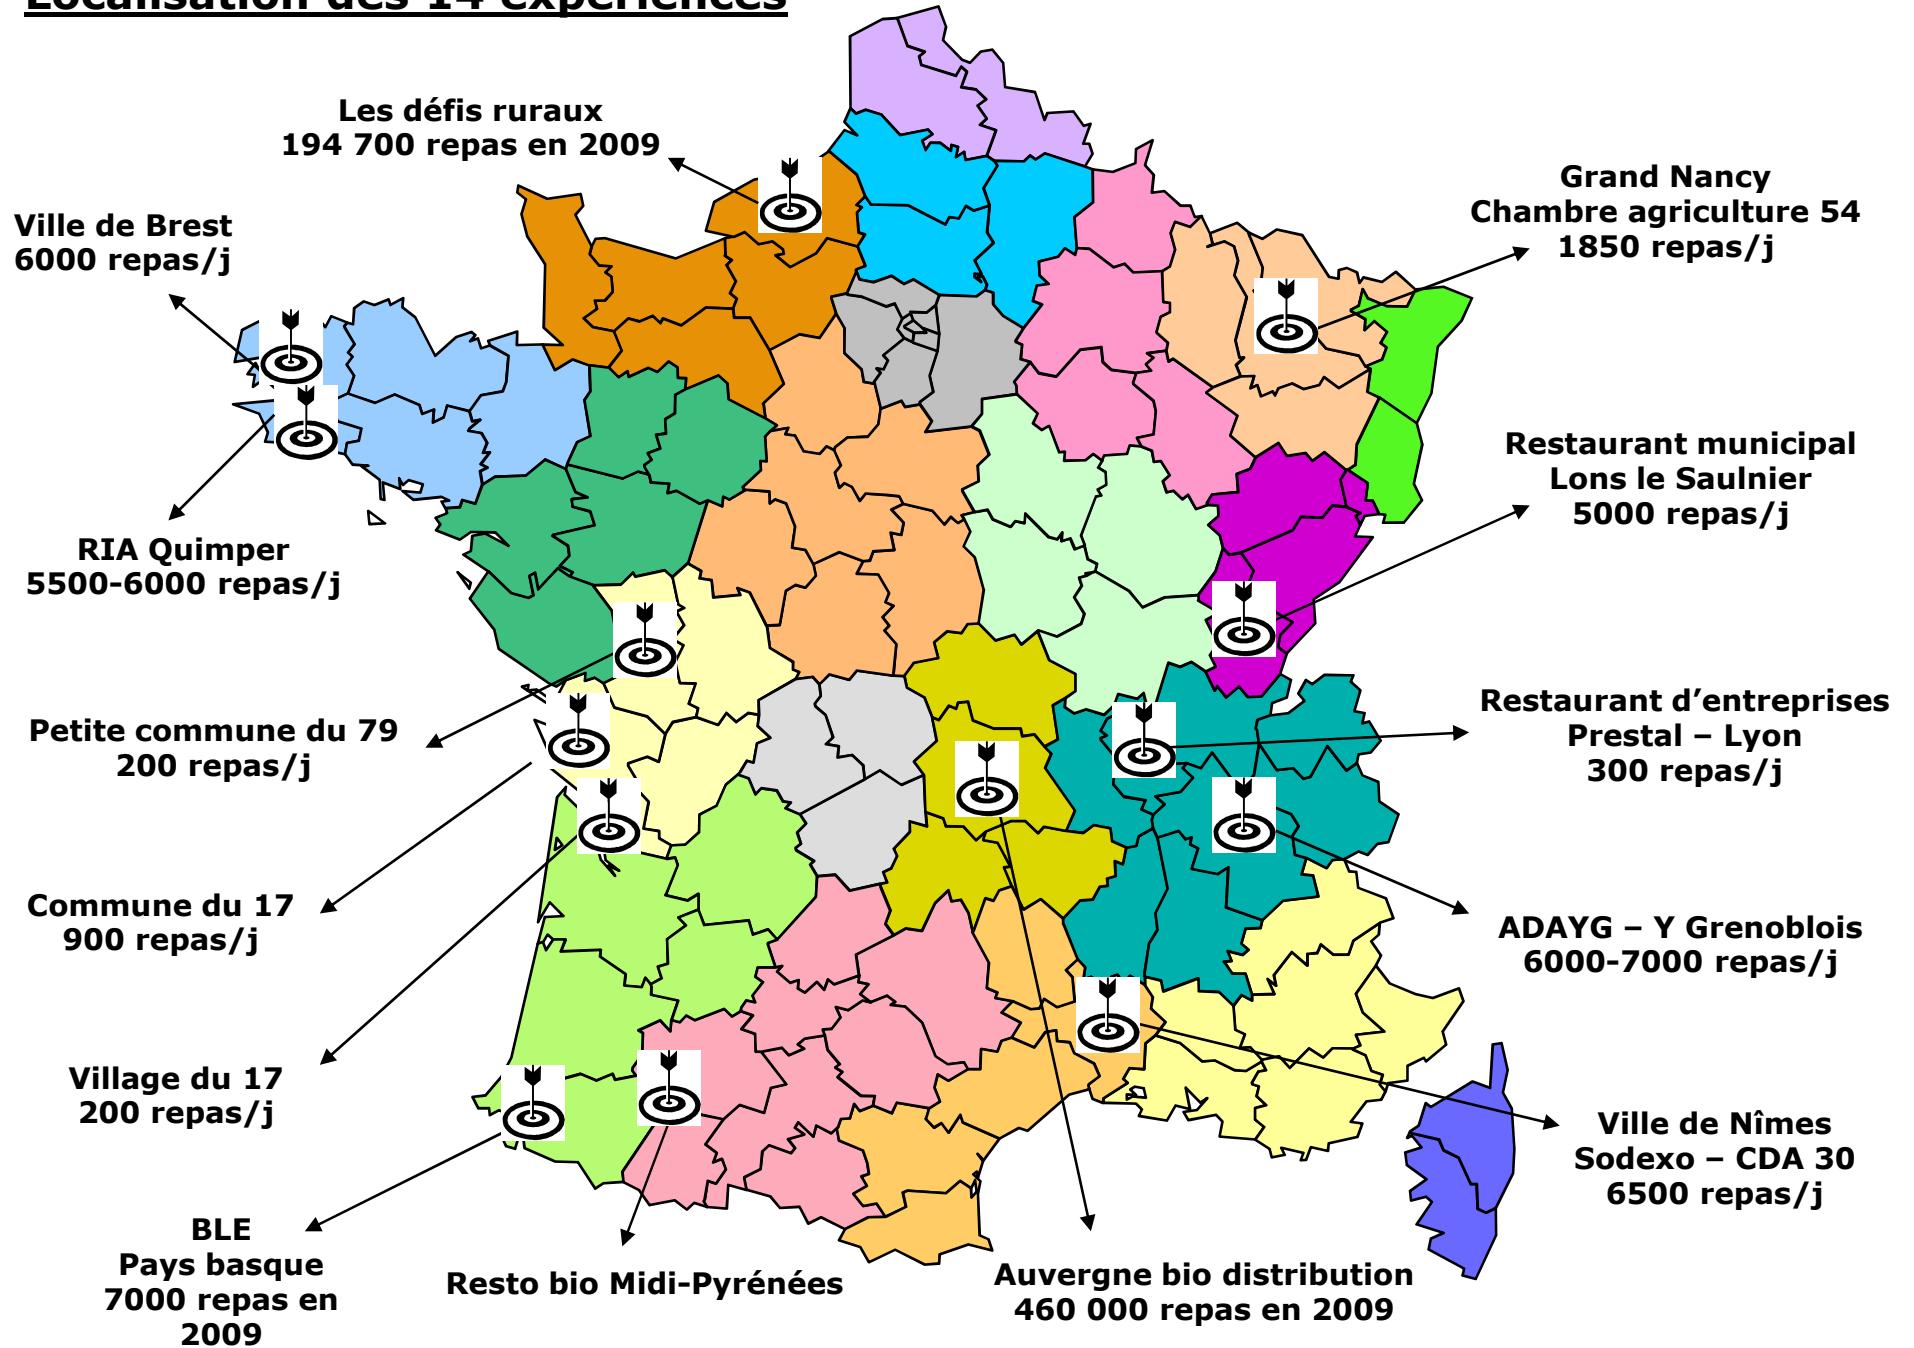 Localisation des 14 expériences
Les défis ruraux
194 700 repas en 2009
Grand Nancy
Chambre agriculture 54
1850 repas/j
Ville de Brest
6000 repas/j
Restaurant municipal
Lons le Saulnier
5000 repas/j
RIA Quimper
5500-6000 repas/j
Restaurant d’entreprises
Prestal – Lyon
300 repas/j
Petite commune du 79
200 repas/j
Commune du 17
900 repas/j
ADAYG – Y Grenoblois
6000-7000 repas/j
Village du 17
200 repas/j
Ville de Nîmes
Sodexo – CDA 30
6500 repas/j
BLE
Pays basque
7000 repas en
2009
Resto bio Midi-Pyrénées
Auvergne bio distribution
460 000 repas en 2009